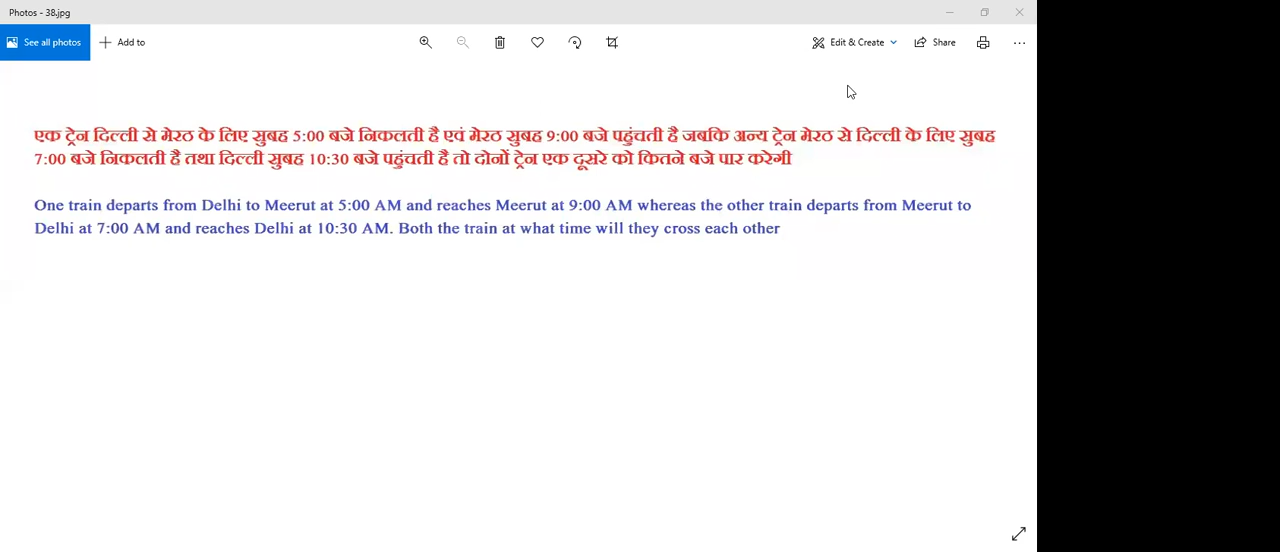 Photos - 38.jpg
See all photos
Add to
Edit & Create
Share
एक ट्रेन दिल्ली से मेरठ के लिए सुबह 5:00 बजे निकलती है एवं मेरठ सुबह 9:00 बजे पहुंचती है जबकि अन्य ट्रेन मेरठ से दिल्ली के लिए सुबह
7:00 बजे निकलती है तथा दिल्ली सुबह 10:30 बजे पहुंचती है तो दोनों ट्रेन एक दूसरे को कितने बजे पार करेगी
One train departs from Delhi to Meerut at 5:00 AM and reaches Meerut at 9:00 AM whereas the other train departs from Meerut to
Delhi at 7:00 AM and reaches Delhi at 10:30 AM. Both the train at what time will they cross each other